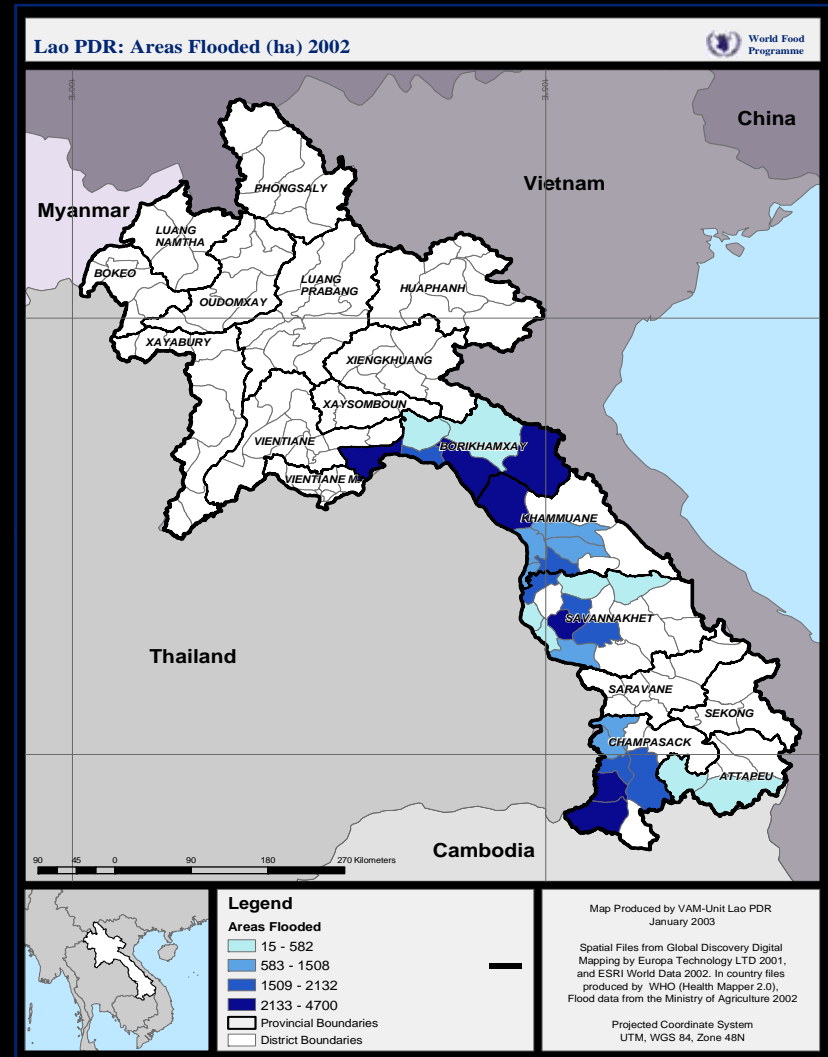 Lao PDR: Areas Flooded (ha) 2002
World Food
Programme
China
Vietnam
Myanmar
PHONGSALY
LUANG
NAMTHA
BOKEO
OUDOMXAY
LUANG
PRABANG
HUAPHANH
XAYABURY
XIENGKHUANG
XAYSOMBOUN
VIENTIANE
BORIKHAMXAY
VIENTIANE M.
KHAMMUANE
SAVANNAKHET
Thailand
SARAVANE
SEKONG
CHAMPASACK
ATTAPEU
Cambodia
90 45 0 90 180 270 Kilometers
Legend
Areas Flooded
15 - 582
583 - 1508
1509 - 2132
2133 - 4700
Provincial Boundaries
District Boundaries
Map Produced by VAM-Unit Lao PDR
January 2003
Spatial Files from Global Discovery Digital
Mapping by Europa Technology LTD 2001,
and ESRI World Data 2002. In country files
produced by WHO (Health Mapper 2.0),
Flood data from the Ministry of Agriculture 2002
Projected Coordinate System
UTM, WGS 84, Zone 48N